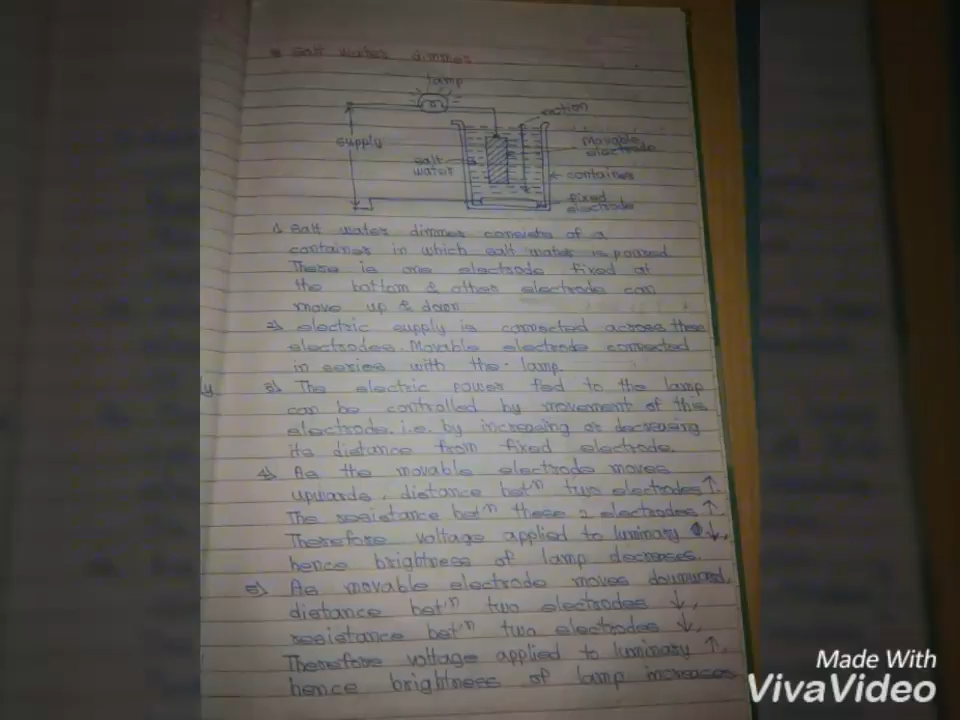 * Salt water dimmer
lamp
motion
supply
Movable
electrode
salt
water
container
fixed
electrode
1) Salt water dimmer consists of a
container in which salt water is poured
There is one electrode fixed at
the bottom & other electrode can
move up & down
2) electric supply is connected across these
electrodes. Movable electrode connected
in series with the lamp.
ly
3) The electric power fed to the lamp
can be controlled by movement of this
electrode. i.e. by increasing or decreasing
its distance from fixed electrode.
4) As the movable electrode moves
upwards, distance betⁿ two electrodes ↑.
The resistance betⁿ these 2 electrodes ↑.
Therefore voltage applied to luminary ↓,
hence brightness of lamp decreases.
5) As movable electrode moves downward,
distance betⁿ two electrodes ↓,
resistance betⁿ two electrodes ↓,
Therefore voltage applied to luminary ↑,
hence brightness of lamp increases
Made With
VivaVideo